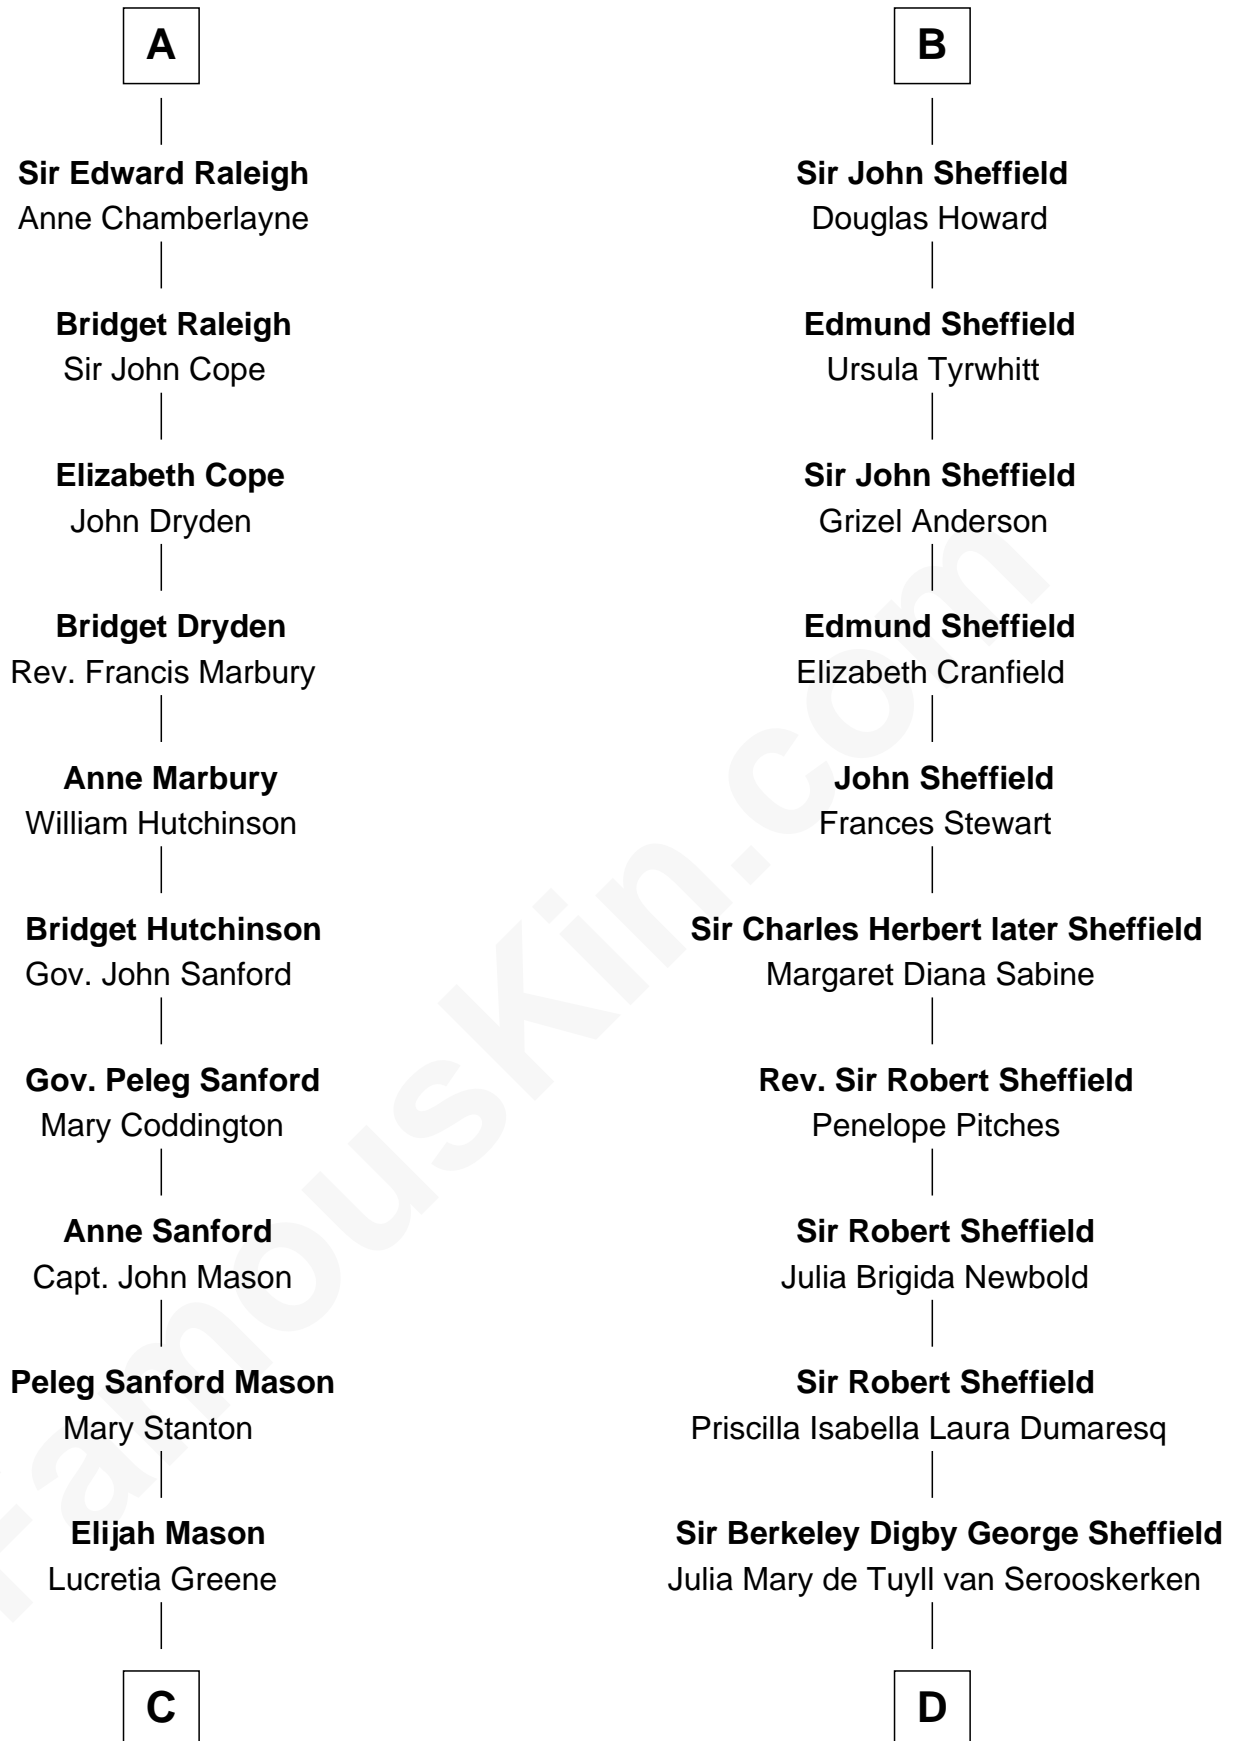 A
Sir Edward Raleigh
Anne Chamberlayne
Bridget Raleigh
Sir John Cope
Elizabeth Cope
John Dryden
Bridget Dryden
Rev. Francis Marbury
Anne Marbury
William Hutchinson
Bridget Hutchinson
Gov. John Sanford
Gov. Peleg Sanford
Mary Coddington
Anne Sanford
Capt. John Mason
Peleg Sanford Mason
Mary Stanton
Elijah Mason
Lucretia Greene
C
B
Sir John Sheffield
Douglas Howard
Edmund Sheffield
Ursula Tyrwhitt
Sir John Sheffield
Grizel Anderson
Edmund Sheffield
Elizabeth Cranfield
John Sheffield
Frances Stewart
Sir Charles Herbert later Sheffield
Margaret Diana Sabine
Rev. Sir Robert Sheffield
Penelope Pitches
Sir Robert Sheffield
Julia Brigida Newbold
Sir Robert Sheffield
Priscilla Isabella Laura Dumaresq
Sir Berkeley Digby George Sheffield
Julia Mary de Tuyll van Serooskerken
D
FamousKin.com